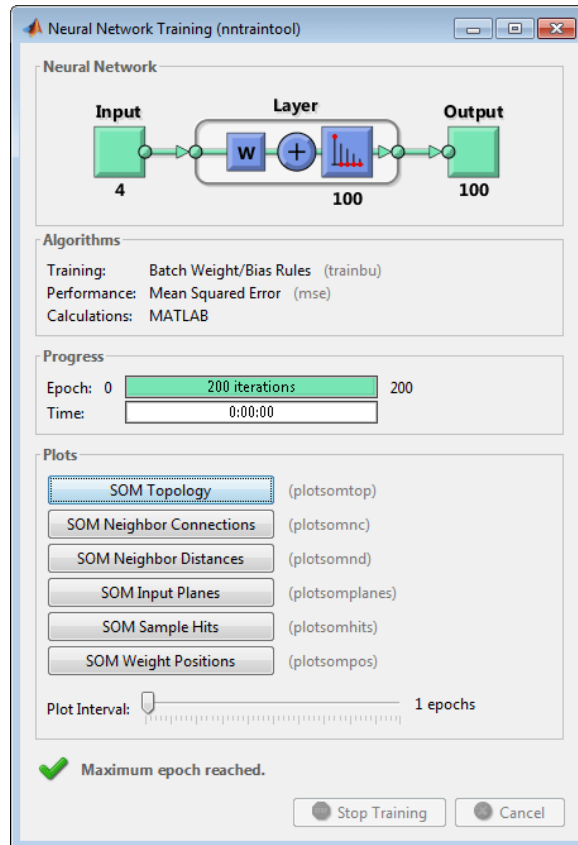 Neural Network Training (nntraintool)
Neural Network
Input Layer Output
W +
4 100 100
Algorithms
Training: Batch Weight/Bias Rules (trainbu)
Performance: Mean Squared Error (mse)
Calculations: MATLAB
Progress
Epoch: 0 200 iterations 200
Time: 0:00:00
Plots
SOM Topology (plotsomtop)
SOM Neighbor Connections (plotsomnc)
SOM Neighbor Distances (plotsomnd)
SOM Input Planes (plotsomplanes)
SOM Sample Hits (plotsomhits)
SOM Weight Positions (plotsompos)
Plot Interval: 1 epochs
Maximum epoch reached.
Stop Training Cancel